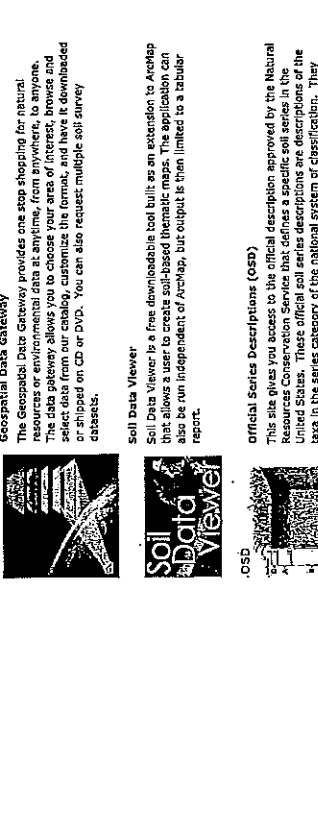 Geospatial Data Gateway
The Geospatial Data Gateway provides one stop shopping for natural
resources or environmental data at anytime, from anywhere, to anyone.
The data gateway allows you to choose your area of interest, browse and
select data from our catalog, customize the format, and have it downloaded
or shipped on CD or DVD. You can also request multiple soil survey
datasets.
Soil
Data
Viewer
Soil Data Viewer
Soil Data Viewer is a free downloadable tool built as an extension to ArcMap
that allows a user to create soil-based thematic maps. The application can
also be run independent of ArcMap, but output is then limited to a tabular
report.
OSD
Official Series Descriptions (OSD)
This site gives you access to the official description approved by the Natural
Resources Conservation Service that defines a specific soil series in the
United States. These official soil series descriptions are descriptions of the
taxa in the series category of the national system of classification. They